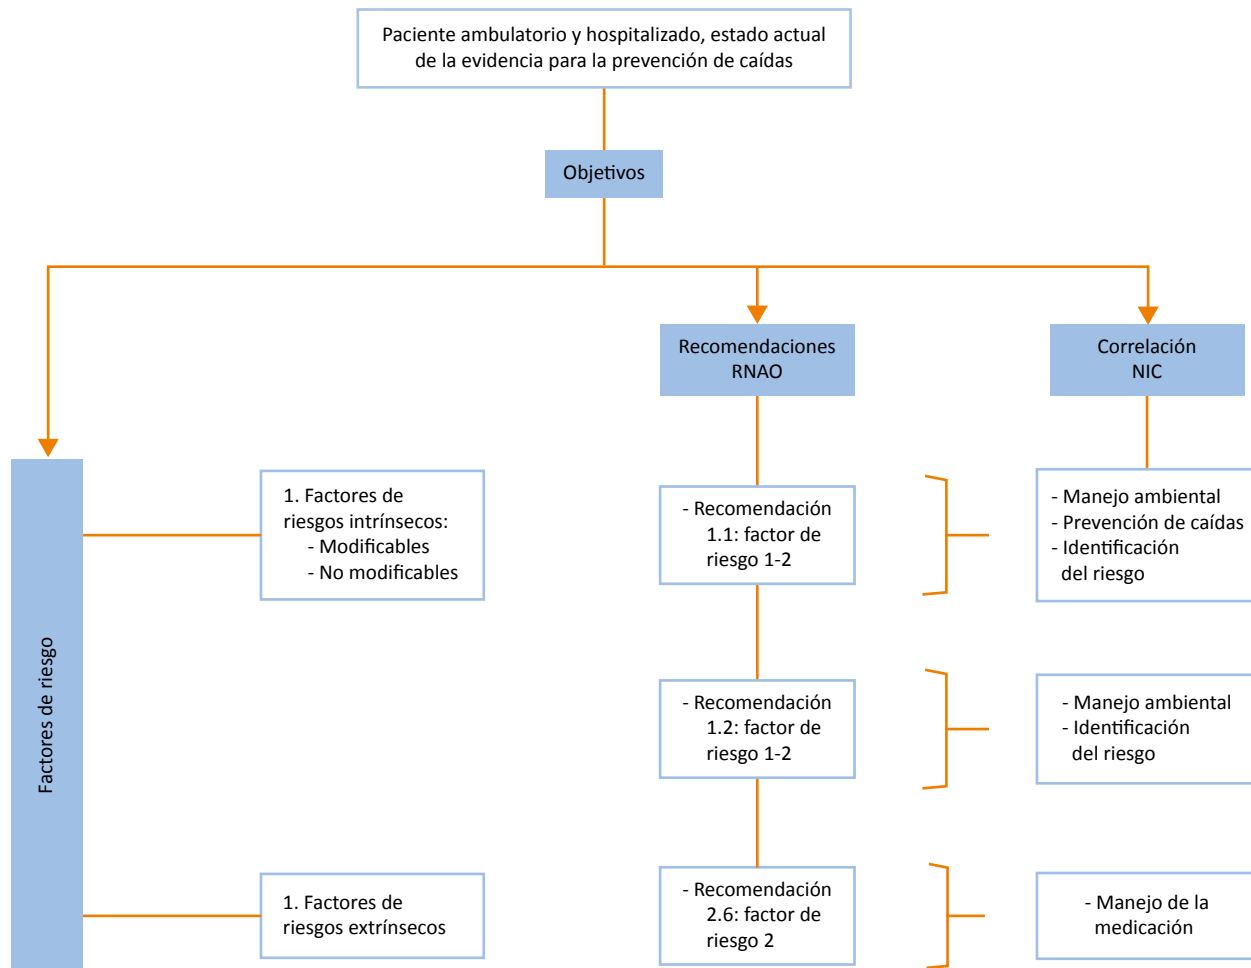 Paciente ambulatorio y hospitalizado, estado actual
de la evidencia para la prevención de caídas
Objetivos
Factores de riesgo
1. Factores de
riesgos intrínsecos:
- Modificables
- No modificables
1. Factores de
riesgos extrínsecos
Recomendaciones
RNAO
- Recomendación
1.1: factor de
riesgo 1-2
- Recomendación
1.2: factor de
riesgo 1-2
- Recomendación
2.6: factor de
riesgo 2
Correlación
NIC
- Manejo ambiental
- Prevención de caídas
- Identificación
del riesgo
- Manejo ambiental
- Identificación
del riesgo
- Manejo de la
medicación